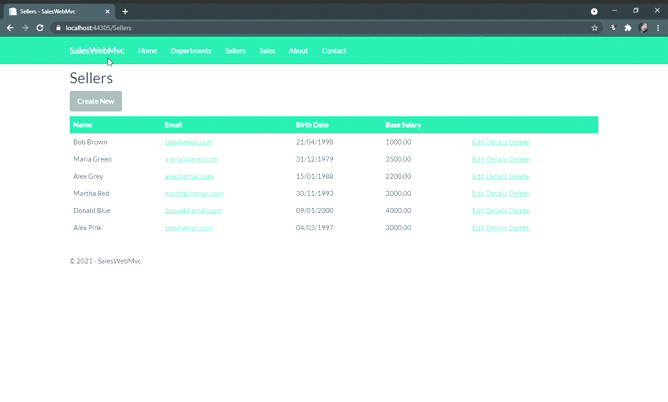 Sellers - SalesWebMvc
localhost:44305/Sellers
SalesWebMvc Home Departments Sellers Sales About Contact
Sellers
Create New
Name Email Birth Date Base Salary
Bob Brown bob@gmail.com 21/04/1998 1000.00 Edit Details Delete
Maria Green maria@gmail.com 31/12/1979 3500.00 Edit Details Delete
Alex Grey alex@gmail.com 15/01/1988 2200.00 Edit Details Delete
Martha Red martha@gmail.com 30/11/1993 3000.00 Edit Details Delete
Donald Blue donald@gmail.com 09/01/2000 4000.00 Edit Details Delete
Alex Pink bob@gmail.com 04/03/1997 3000.00 Edit Details Delete
© 2021 - SalesWebMvc